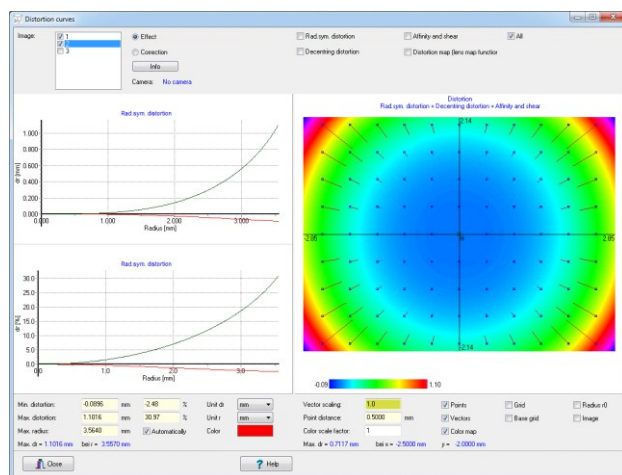 Distortion curves
Image:
1
2
3
Effect
Correction
Info
Camera: No camera
Rad.sym. distortion
Affinity and shear
All
Decentring distortion
Distortion map (lens map function
Rad.sym. distortion
1.000
0.800
0.600
0.400
0.200
0.000
dr [mm]
0.000 1.000 2.000 3.000
Radius [mm]
Rad.sym. distortion
30.0
25.0
20.0
15.0
10.0
5.0
0.0
dr [%]
0.000 1.000 2.000 3.000
Radius [mm]
Distortion
Rad.sym. distortion + Decentring distortion + Affinity and shear
2.14
-2.85
2.85
-2.14
-0.09
1.10
Min. distortion: -0.0896 mm -2.48 %
Max. distortion: 1.1016 mm 30.97 %
Max. radius: 3.5640 mm Automatically
Max. dr = 1.1016 mm bei r = 3.5570 mm
Unit dr mm
Unit r mm
Color
Vector scaling: 1.0
Point distance: 0.5000 mm
Color scale factor: 1
Max. dr = 0.7117 mm bei x = -2.5000 mm y = -2.0000 mm
Points
Grid
Radius r0
Vectors
Base grid
Image
Color map
Close
Help